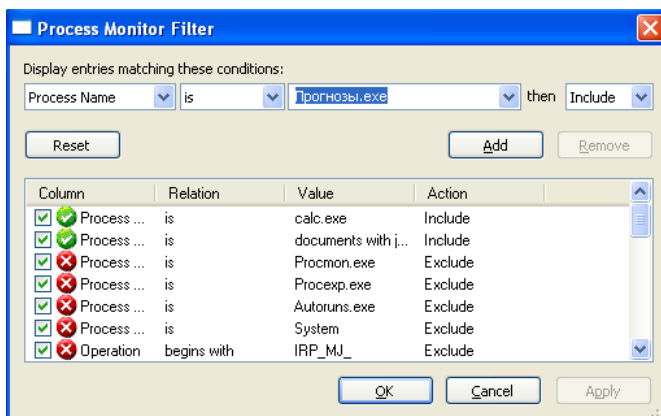 Process Monitor Filter
Display entries matching these conditions:
Process Name is Прогнозы.exe then Include
Reset Add Remove
Column Relation Value Action
Process ... is calc.exe Include
Process ... is documents with j... Include
Process ... is Procmon.exe Exclude
Process ... is Procexp.exe Exclude
Process ... is Autoruns.exe Exclude
Process ... is System Exclude
Operation begins with IRP_MJ_ Exclude
OK Cancel Apply